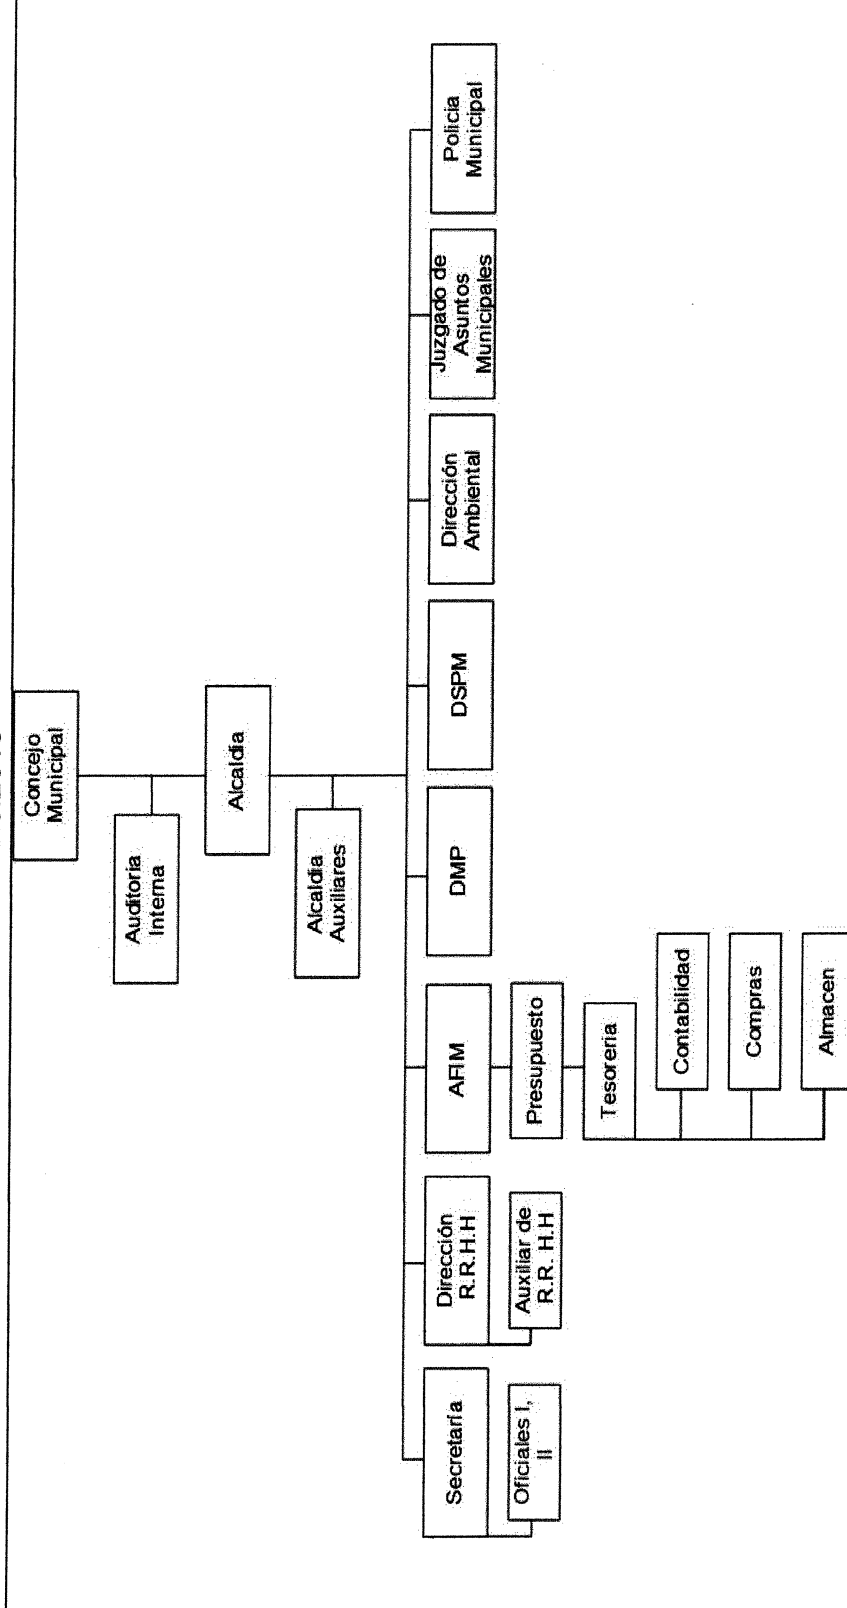 Concejo
Municipal
Auditoria
Interna
Alcaldia
Alcaldia
Auxiliares
Secretaría
Dirección
R.R.H.H
AFIM
DMP
DSPM
Dirección
Ambiental
Juzgado de
Asuntos
Municipales
Policia
Municipal
Oficiales I,
II
Auxiliar de
R.R. H.H
Presupuesto
Tesoreria
Contabilidad
Compras
Almacen